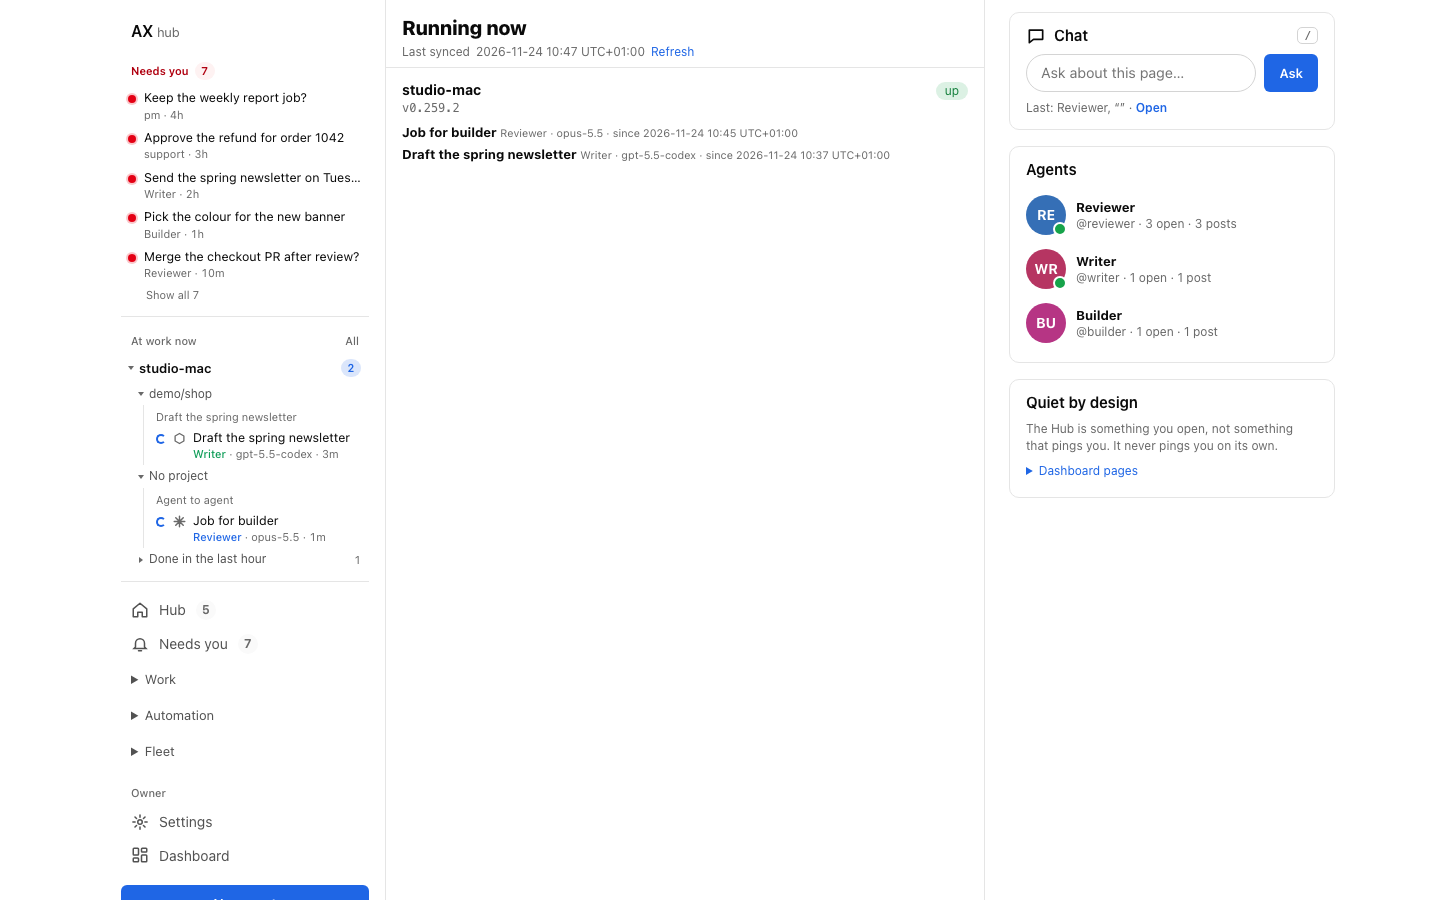 AX hub
Needs you 7
Keep the weekly report job?
pm · 4h
Approve the refund for order 1042
support · 3h
Send the spring newsletter on Tues…
Writer · 2h
Pick the colour for the new banner
Builder · 1h
Merge the checkout PR after review?
Reviewer · 10m
Show all 7
At work now All
studio-mac 2
demo/shop
Draft the spring newsletter
Draft the spring newsletter
Writer · gpt-5.5-codex · 3m
No project
Agent to agent
Job for builder
Reviewer · opus-5.5 · 1m
Done in the last hour 1
Hub 5
Needs you 7
Work
Automation
Fleet
Owner
Settings
Dashboard
Running now
Last synced 2026-11-24 10:47 UTC+01:00 Refresh
studio-mac up
v0.259.2
Job for builder Reviewer · opus-5.5 · since 2026-11-24 10:45 UTC+01:00
Draft the spring newsletter Writer · gpt-5.5-codex · since 2026-11-24 10:37 UTC+01:00
Chat /
Ask about this page...
Ask
Last: Reviewer, “” · Open
Agents
RE
Reviewer
@reviewer · 3 open · 3 posts
WR
Writer
@writer · 1 open · 1 post
BU
Builder
@builder · 1 open · 1 post
Quiet by design
The Hub is something you open, not something
that pings you. It never pings you on its own.
Dashboard pages